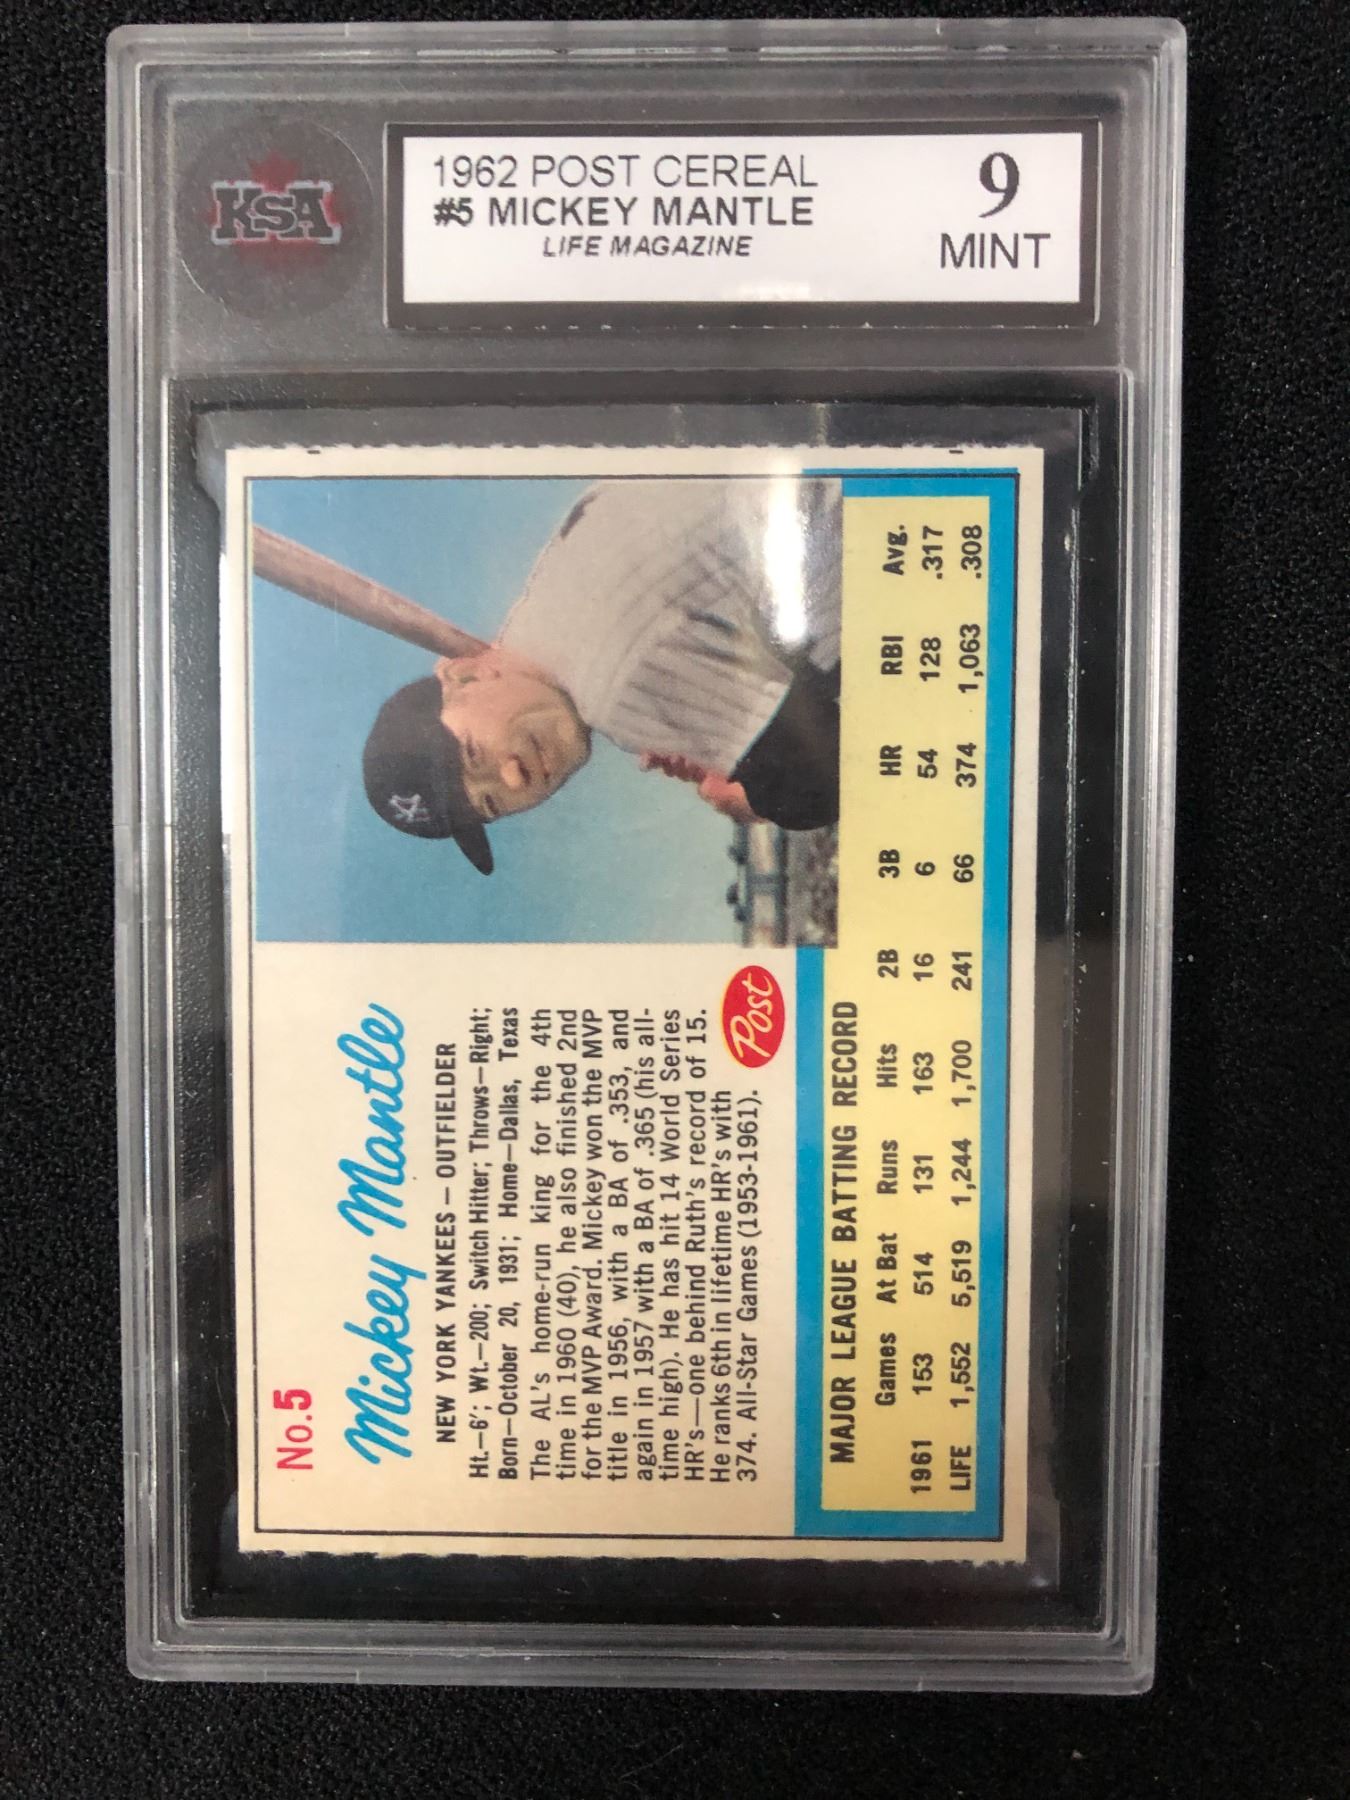 KSA
1962 POST CEREAL
#5 MICKEY MANTLE
LIFE MAGAZINE
9
MINT
No.5
Mickey Mantle
NEW YORK YANKEES – OUTFIELDER
Ht.–6'; Wt.–200; Switch Hitter; Throws–Right;
Born–October 20, 1931; Home–Dallas, Texas
The AL's home-run king for the 4th
time in 1960 (40), he also finished 2nd
for the MVP Award. Mickey won the MVP
title in 1956, with a BA of .353, and
again in 1957 with a BA of .365 (his all-
time high). He has hit 14 World Series
HR's—one behind Ruth's record of 15.
He ranks 6th in lifetime HR's with
374. All-Star Games (1953-1961).
Post
MAJOR LEAGUE BATTING RECORD
Games At Bat Runs Hits 2B 3B HR RBI Avg.
1961 153 514 131 163 16 6 54 128 .317
LIFE 1,552 5,519 1,244 1,700 241 66 374 1,063 .308